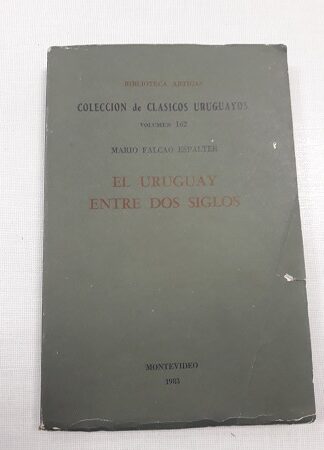 BIBLIOTECA ARTIGAS
COLECCION de CLASICOS URUGUAYOS
VOLUMEN 162
MARIO FALCAO ESPALTER
EL URUGUAY
ENTRE DOS SIGLOS
MONTEVIDEO
1983